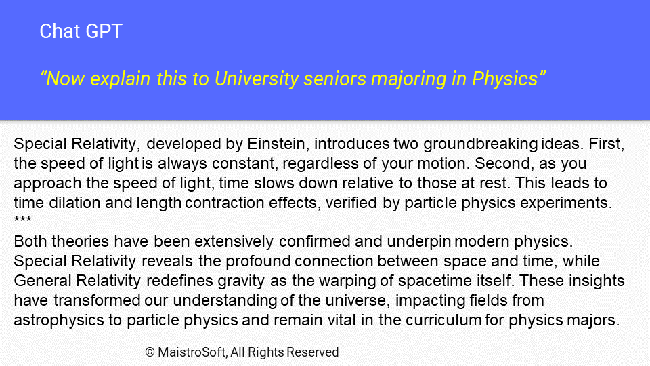 Chat GPT
“Now explain this to University seniors majoring in Physics”
Special Relativity, developed by Einstein, introduces two groundbreaking ideas. First,
the speed of light is always constant, regardless of your motion. Second, as you
approach the speed of light, time slows down relative to those at rest. This leads to
time dilation and length contraction effects, verified by particle physics experiments.
***
Both theories have been extensively confirmed and underpin modern physics.
Special Relativity reveals the profound connection between space and time, while
General Relativity redefines gravity as the warping of spacetime itself. These insights
have transformed our understanding of the universe, impacting fields from
astrophysics to particle physics and remain vital in the curriculum for physics majors.
© MaistroSoft, All Rights Reserved